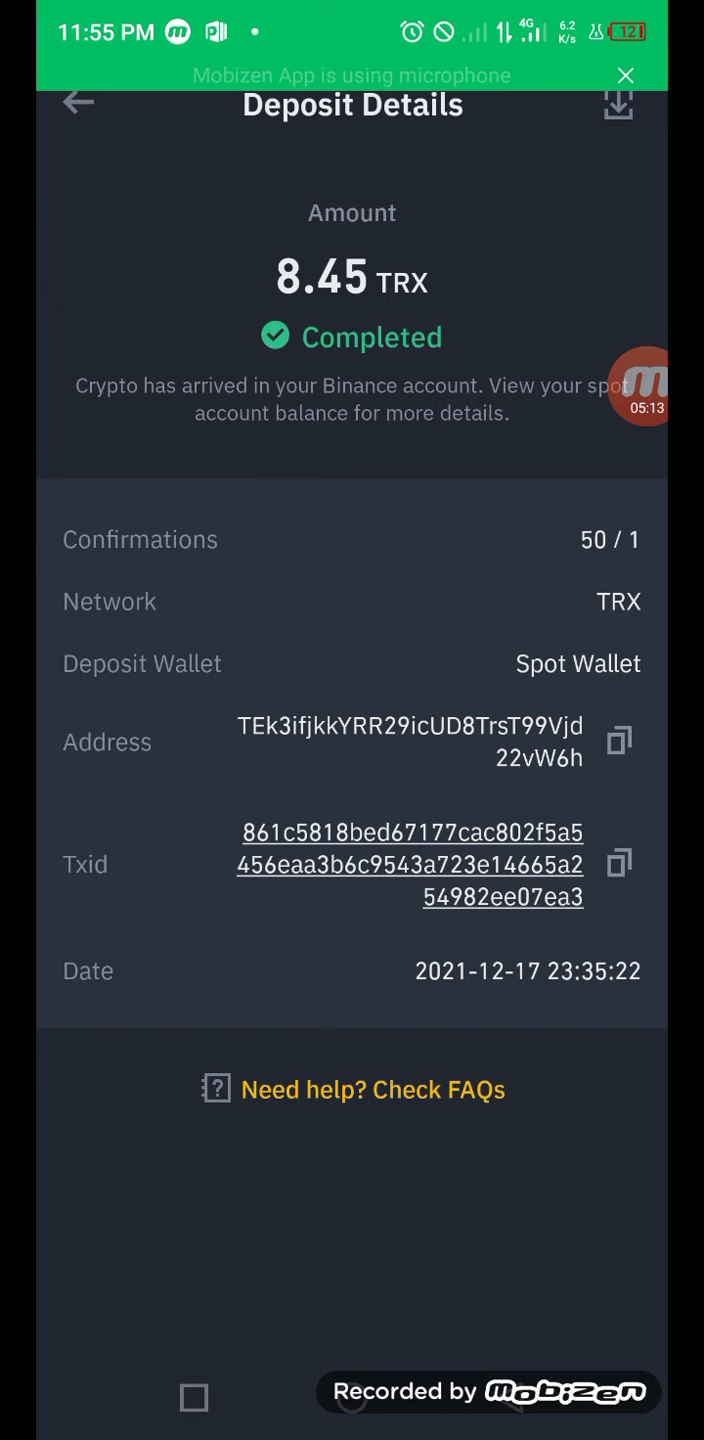 11:55 PM
4G
6.2
K/s
12
Mobizen App is using microphone
Deposit Details
Amount
8.45 TRX
Completed
Crypto has arrived in your Binance account. View your spot
account balance for more details.
05:13
Confirmations 50 / 1
Network TRX
Deposit Wallet Spot Wallet
Address TEk3ifjkkYRR29icUD8TrsT99Vjd
22vW6h
Txid 861c5818bed67177cac802f5a5
456eaa3b6c9543a723e14665a2
54982ee07ea3
Date 2021-12-17 23:35:22
Need help? Check FAQs
Recorded by mobizen